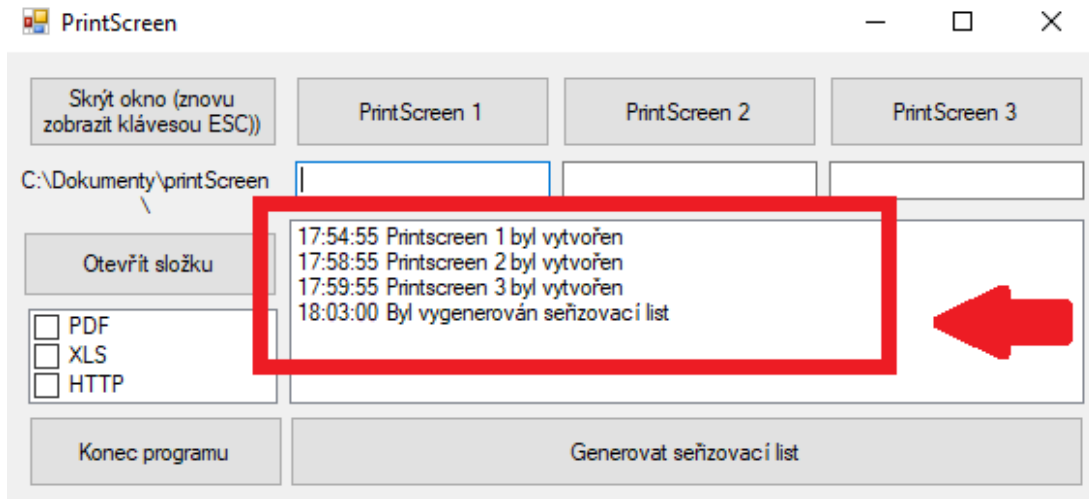 PrintScreen
Skrýt okno (znovu
zobrazit klávesou ESC))
PrintScreen 1
PrintScreen 2
PrintScreen 3
C:\Dokumenty\printScreen
\
17:54:55 Printscreen 1 byl vytvořen
17:58:55 Printscreen 2 byl vytvořen
17:59:55 Printscreen 3 byl vytvořen
18:03:00 Byl vygenerován seřizovací list
Otevřít složku
PDF
XLS
HTTP
Konec programu
Generovat seřizovací list